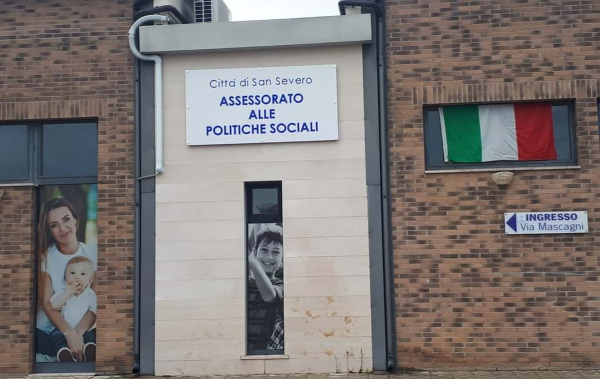 Città di San Severo
ASSESSORATO
ALLE
POLITICHE SOCIALI
INGRESSO
Via Mascagni